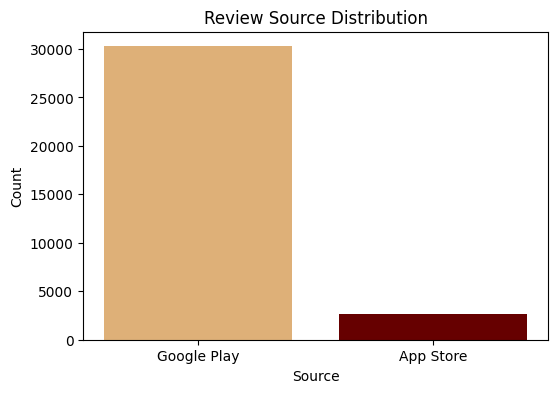 Review Source Distribution
Count
30000
25000
20000
15000
10000
5000
0
Google Play
App Store
Source